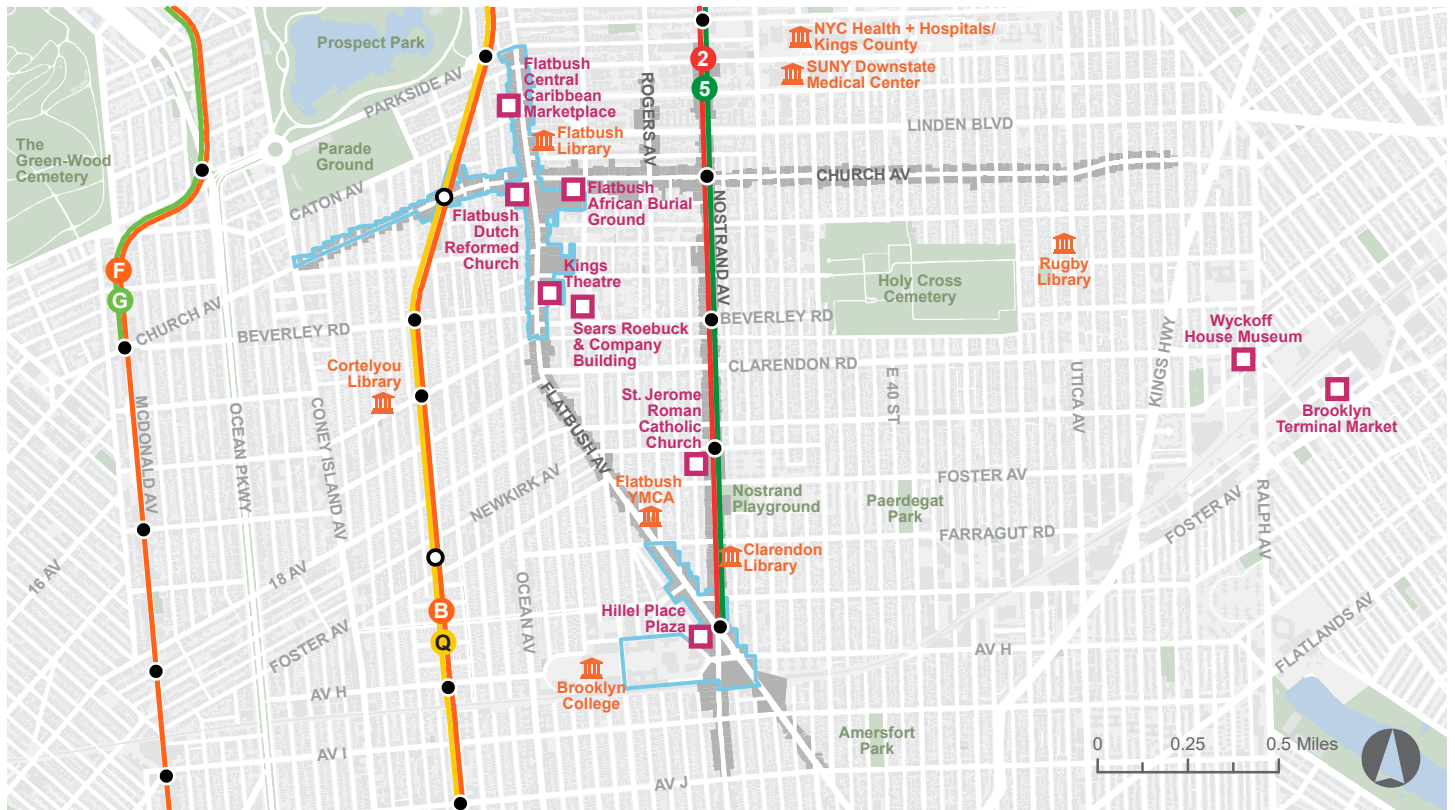 Prospect Park
PARKSIDE AV
Flatbush
Central
Caribbean
Marketplace
ROGERS AV
2
5
NYC Health + Hospitals/
Kings County
SUNY Downstate
Medical Center
LINDEN BLVD
The
Green-Wood
Cemetery
Parade
Ground
Flatbush
Library
CATON AV
CHURCH AV
Flatbush
Dutch
Reformed
Church
Flatbush
African Burial
Ground
NOSTRAND AV
F
G
CHURCH AV
Kings
Theatre
Holy Cross
Cemetery
Rugby
Library
BEVERLEY RD
Sears Roebuck
& Company
Building
BEVERLEY RD
KINGS HWY
Wyckoff
House Museum
Cortelyou
Library
CLARENDON RD
MCDONALD AV
OCEAN PKWY
CONEY ISLAND AV
FLATBUSH AV
St. Jerome
Roman
Catholic
Church
E 40 ST
UTICA AV
Brooklyn
Terminal Market
NEWKIRK AV
Flatbush
YMCA
Nostrand
Playground
FOSTER AV
Paerdegat
Park
FOSTER AV
RALPH AV
FARRAGUT RD
16 AV
18 AV
Clarendon
Library
OCEAN AV
B
Q
Hillel Place
Plaza
FOSTER AV
AV H
FLATLANDS AV
AV H
Brooklyn
College
AV I
Amersfort
Park
AV J
0 0.25 0.5 Miles